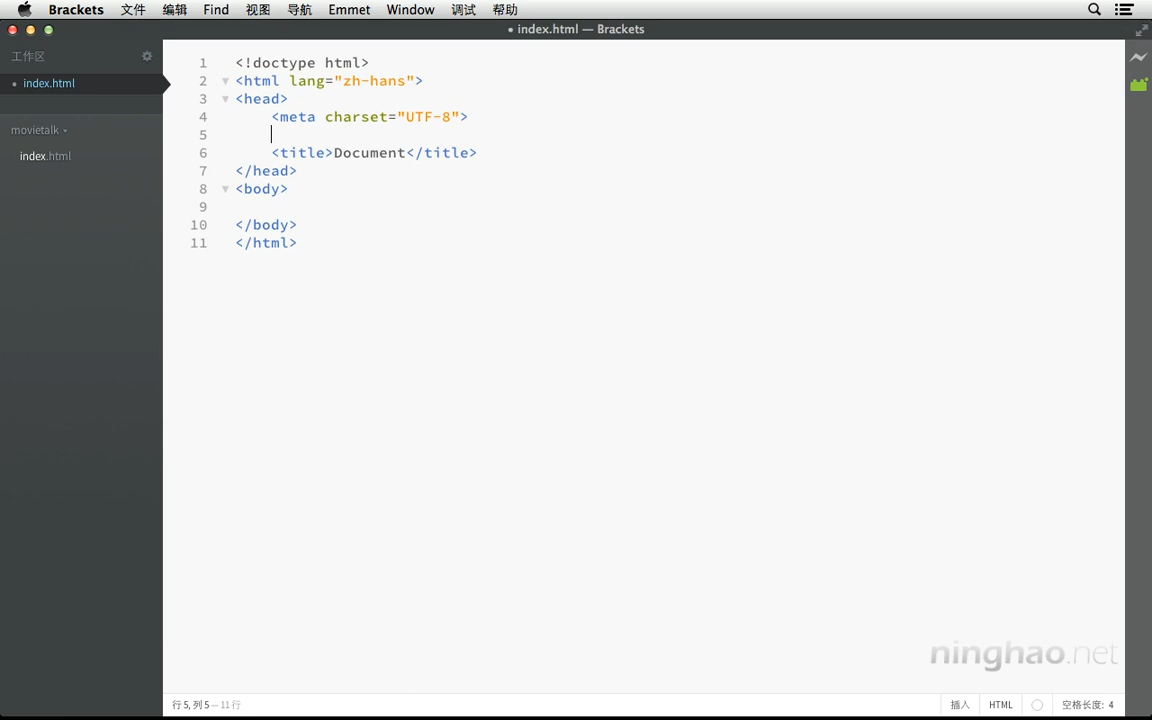 Brackets 文件 编辑 Find 视图 导航 Emmet Window 调试 帮助
• index.html — Brackets
工作区
index.html
movietalk
index.html
1 <!doctype html>
2 <html lang="zh-hans">
3 <head>
4 <meta charset="UTF-8">
5
6 <title>Document</title>
7 </head>
8 <body>
9
10 </body>
11 </html>
ninghao.net
行 5, 列 5 — 11 行 插入 HTML 空格长度: 4